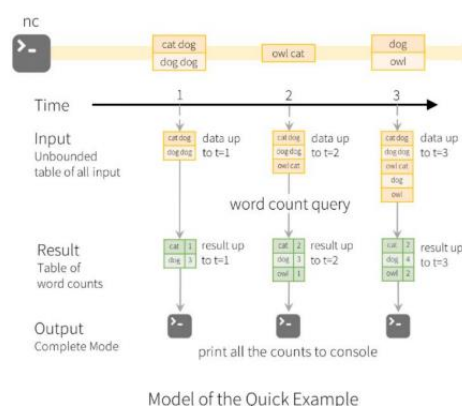 nc
cat dog
dog dog
owl cat
dog
owl
Time
1 2 3
Input
Unbounded
table of all input
cat dog
dog dog
data up
to t=1
cat dog
dog dog
owl cat
data up
to t=2
cat dog
dog dog
owl cat
dog
owl
data up
to t=3
word count query
Result
Table of
word counts
cat 1
dog 3
result up
to t=1
cat 2
dog 3
owl 1
result up
to t=2
cat 2
dog 4
owl 2
result up
to t=3
Output
Complete Mode
print all the counts to console
Model of the Quick Example